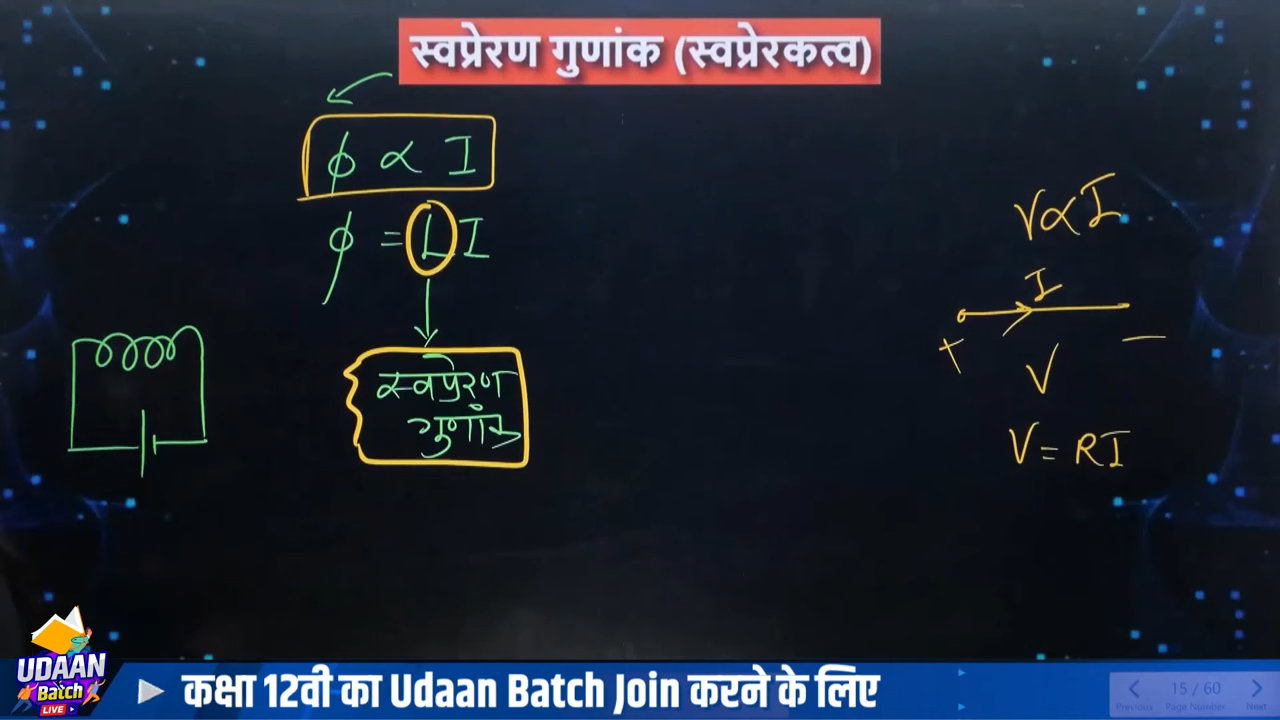 स्वप्रेरण गुणांक (स्वप्रेरकत्व)
ϕ ∝ I
ϕ = L I
स्वप्रेरण
गुणांक
V ∝ I
I
+ −
V
V = RI
UDAAN
Batch
LIVE
कक्षा 12वी का Udaan Batch Join करने के लिए
15 / 60
Previous Page Number Next